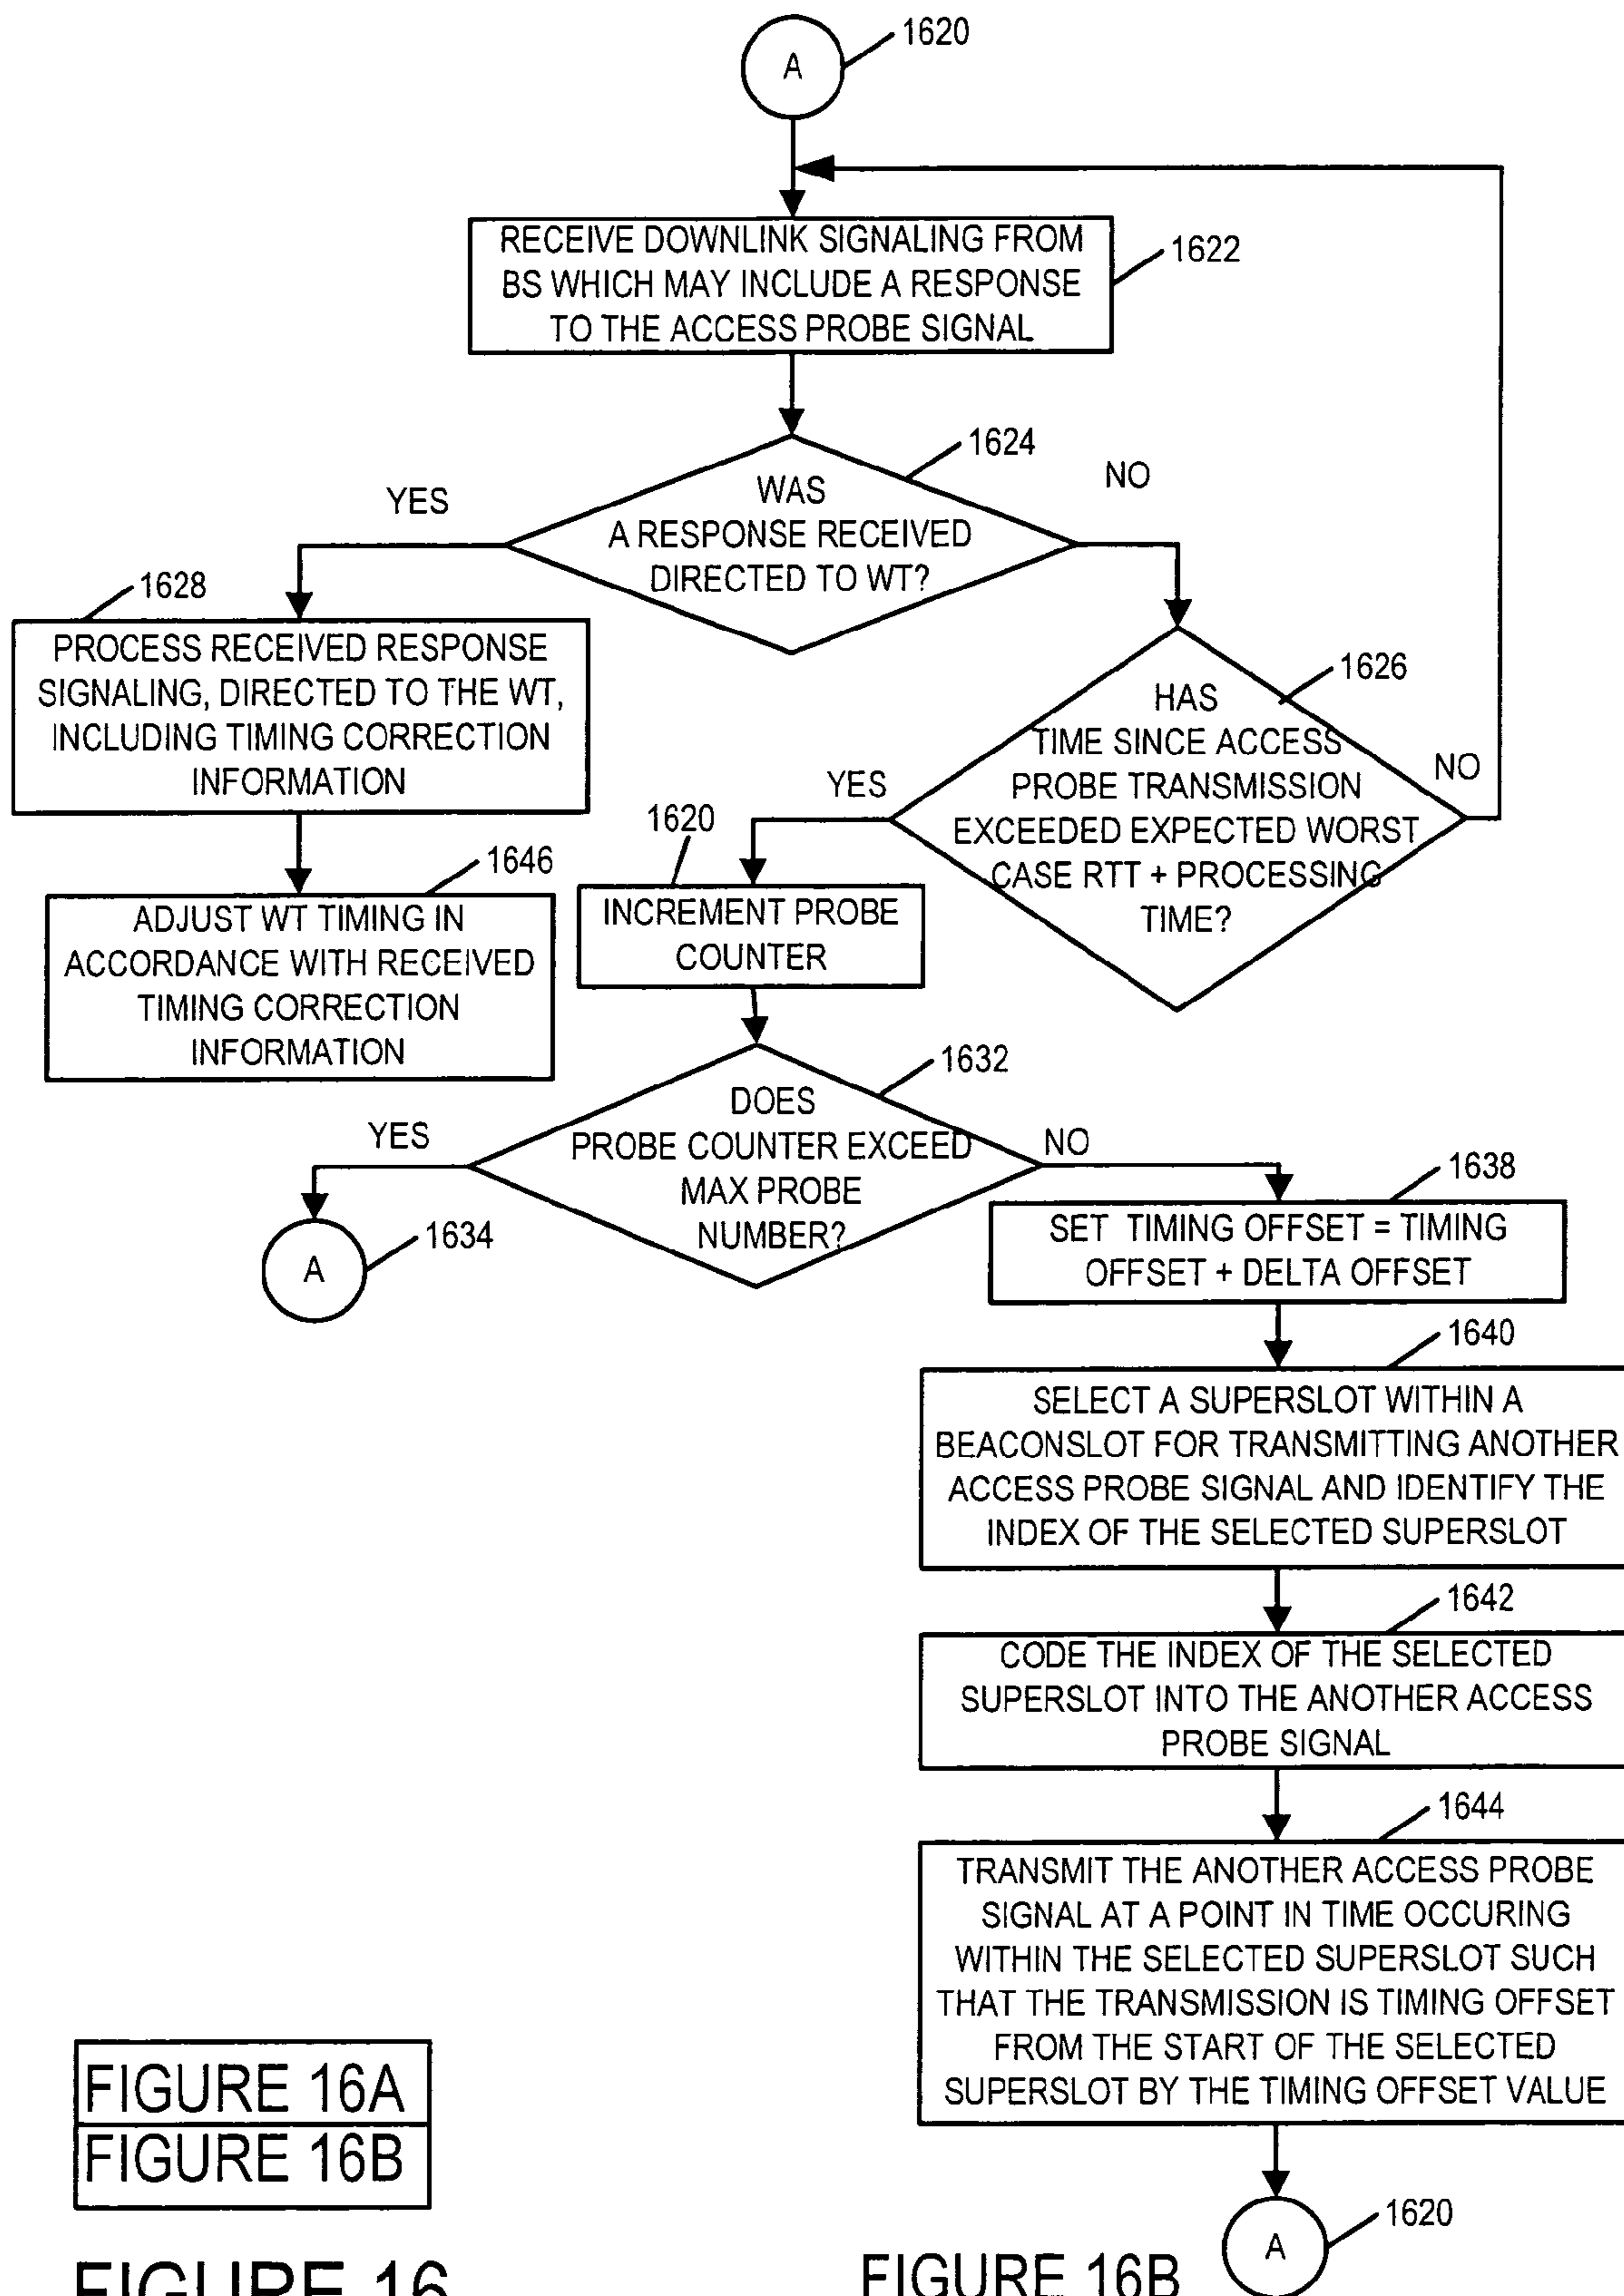 1620
A
RECEIVE DOWNLINK SIGNALING FROM
BS WHICH MAY INCLUDE A RESPONSE
TO THE ACCESS PROBE SIGNAL
1622
1624
WAS
A RESPONSE RECEIVED
DIRECTED TO WT?
YES
NO
1628
PROCESS RECEIVED RESPONSE
SIGNALING, DIRECTED TO THE WT,
INCLUDING TIMING CORRECTION
INFORMATION
1626
HAS
TIME SINCE ACCESS
PROBE TRANSMISSION
EXCEEDED EXPECTED WORST
CASE RTT + PROCESSING
TIME?
YES
NO
1646
ADJUST WT TIMING IN
ACCORDANCE WITH RECEIVED
TIMING CORRECTION
INFORMATION
1620
INCREMENT PROBE
COUNTER
1632
DOES
PROBE COUNTER EXCEED
MAX PROBE
NUMBER?
YES
NO
A
1634
1638
SET TIMING OFFSET = TIMING
OFFSET + DELTA OFFSET
1640
SELECT A SUPERSLOT WITHIN A
BEACONSLOT FOR TRANSMITTING ANOTHER
ACCESS PROBE SIGNAL AND IDENTIFY THE
INDEX OF THE SELECTED SUPERSLOT
1642
CODE THE INDEX OF THE SELECTED
SUPERSLOT INTO THE ANOTHER ACCESS
PROBE SIGNAL
1644
TRANSMIT THE ANOTHER ACCESS PROBE
SIGNAL AT A POINT IN TIME OCCURING
WITHIN THE SELECTED SUPERSLOT SUCH
THAT THE TRANSMISSION IS TIMING OFFSET
FROM THE START OF THE SELECTED
SUPERSLOT BY THE TIMING OFFSET VALUE
1620
A
FIGURE 16A
FIGURE 16B
FIGURE 16
FIGURE 16B